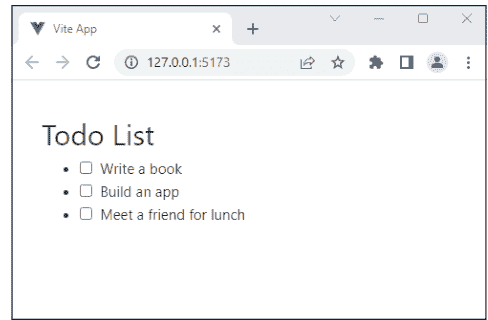 Vite App
127.0.0.1:5173
Todo List
Write a book
Build an app
Meet a friend for lunch